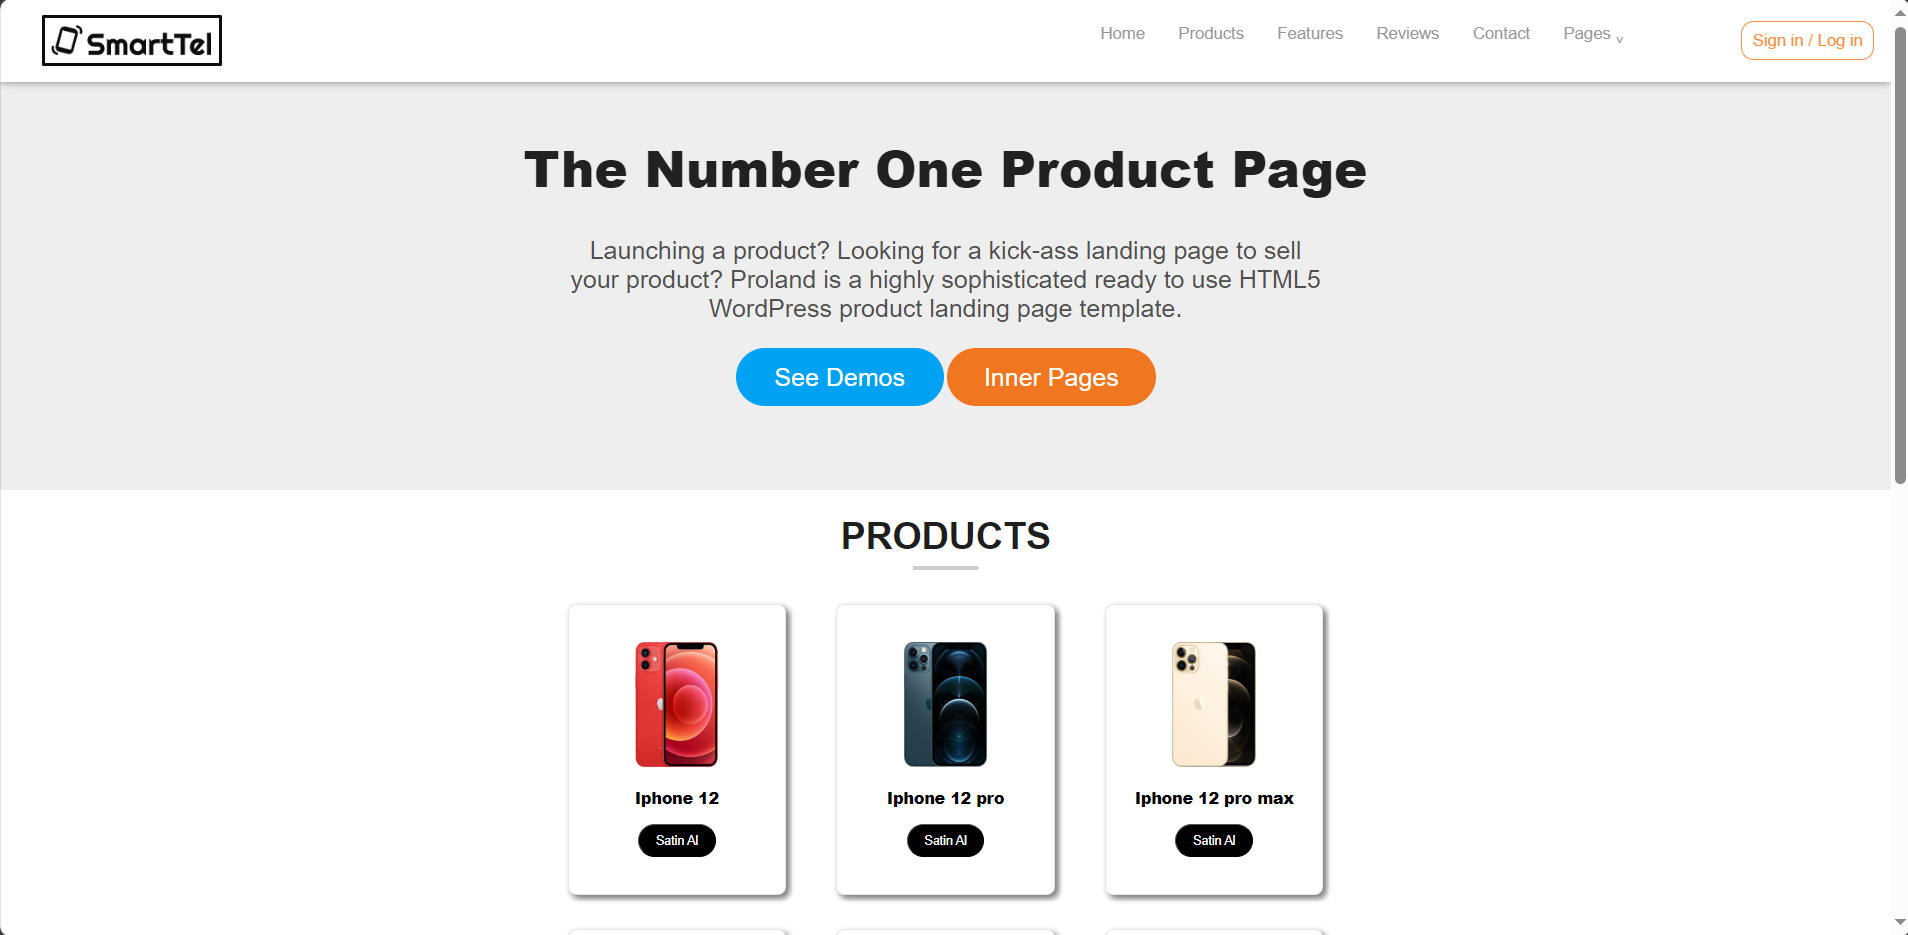 SmartTel
Home Products Features Reviews Contact Pages v
Sign in / Log in
The Number One Product Page
Launching a product? Looking for a kick-ass landing page to sell
your product? Proland is a highly sophisticated ready to use HTML5
WordPress product landing page template.
See Demos Inner Pages
PRODUCTS
Iphone 12 Iphone 12 pro Iphone 12 pro max
Satin Al Satin Al Satin Al